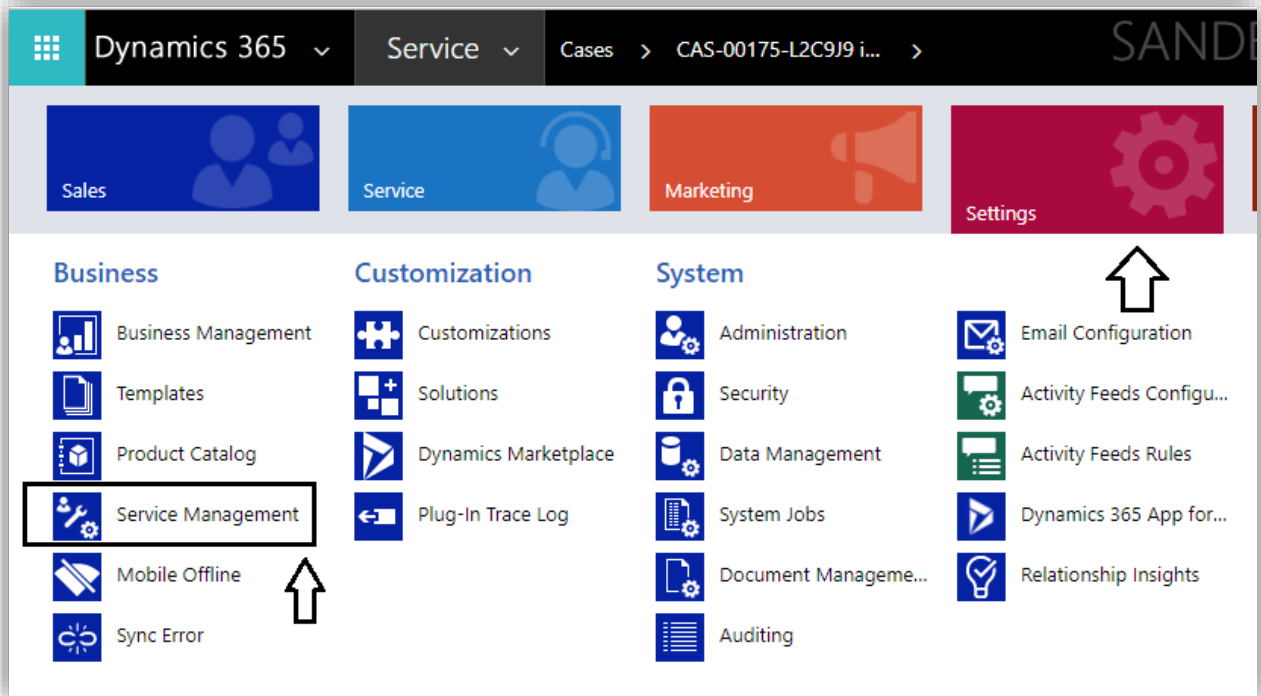 Dynamics 365 Service Cases > CAS-00175-L2C9J9 i... >
Sales
Service
Marketing
Settings
Business
Business Management
Templates
Product Catalog
Service Management
Mobile Offline
Sync Error
Customization
Customizations
Solutions
Dynamics Marketplace
Plug-In Trace Log
System
Administration
Security
Data Management
System Jobs
Document Manageme...
Auditing
Email Configuration
Activity Feeds Configu...
Activity Feeds Rules
Dynamics 365 App for...
Relationship Insights